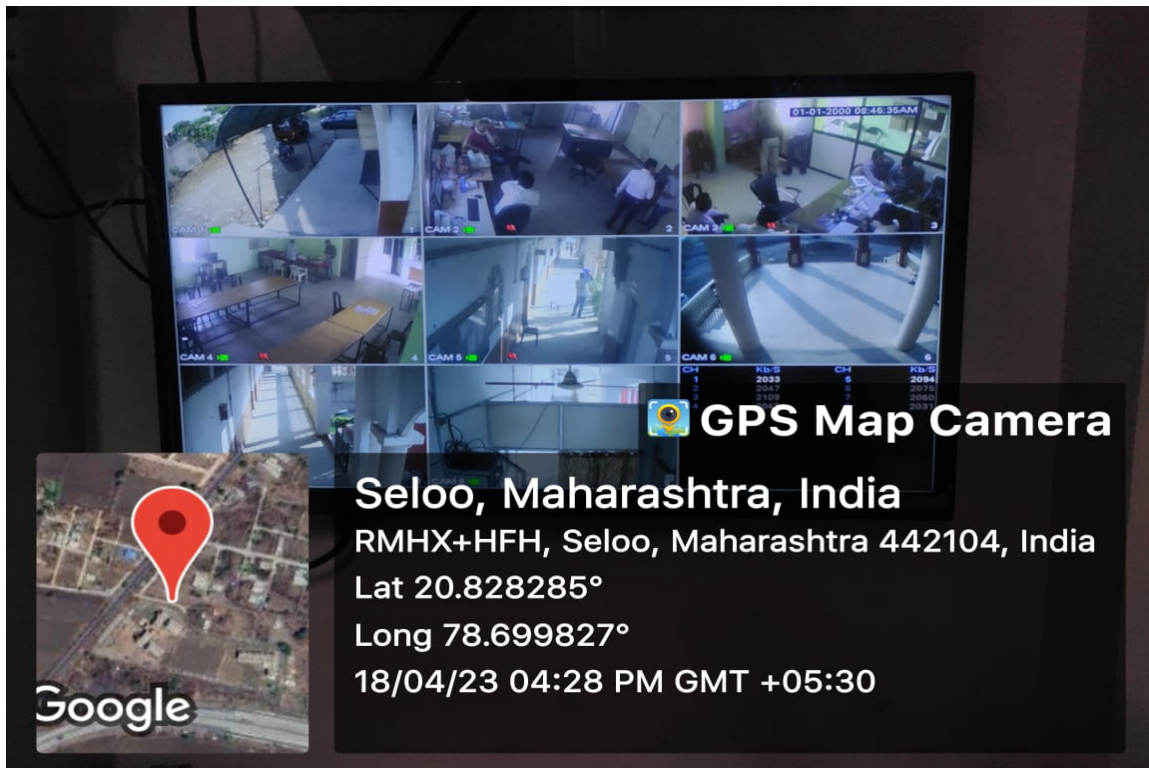 01-01-2000 08:46:35AM
CAM 1 1
CAM 2 2
CAM 3 3
CAM 4 4
CAM 5 5
CAM 6 6
CH Kb/S CH Kb/S
1 2033 5 2094
2 2047 6 2076
3 2109 7 2060
GPS Map Camera
Seloo, Maharashtra, India
RMHX+HFH, Seloo, Maharashtra 442104, India
Lat 20.828285°
Long 78.699827°
18/04/23 04:28 PM GMT +05:30
Google